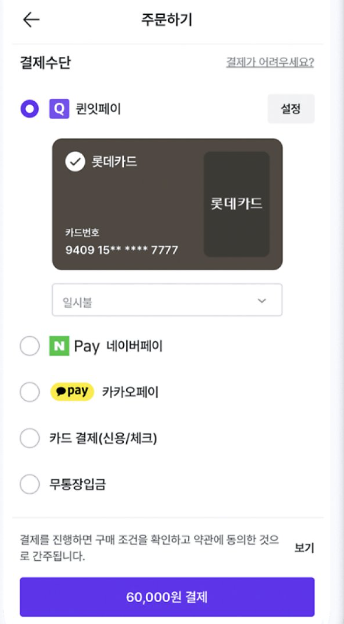 주문하기
결제수단
결제가 어려우세요?
Q 퀸잇페이
설정
롯데카드
롯데카드
카드번호
9409 15** **** 7777
일시불
N Pay 네이버페이
pay 카카오페이
카드 결제(신용/체크)
무통장입금
결제를 진행하면 구매 조건을 확인하고 약관에 동의한 것으
로 간주됩니다.
보기
60,000원 결제